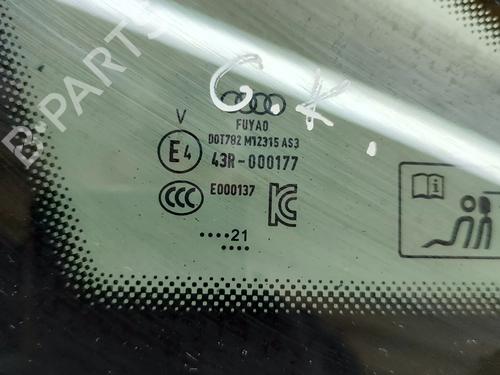 B-PARTS
C.K.
FUYAO
DOT782 M12315 AS3
V
E4
43R-000177
CCC
E000137
KC
....21
...